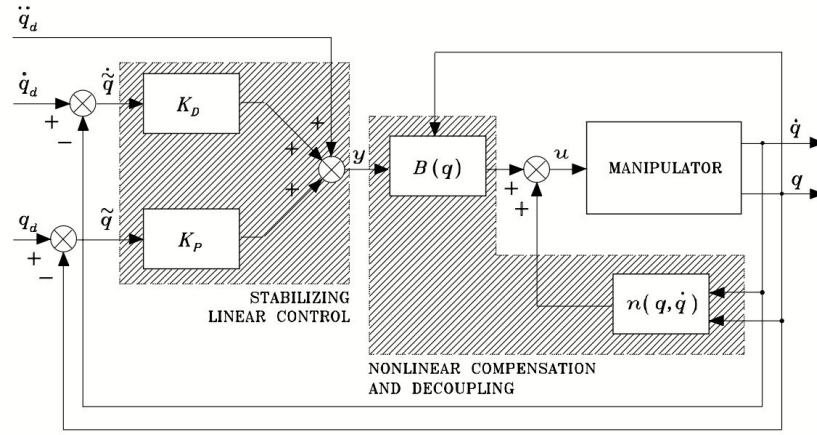 q̈_d
q̇_d
+
−
q̃̇
K_D
+
+
+
y
B(q)
+
+
u
MANIPULATOR
q̇
q
q_d
+
−
q̃
K_P
n(q,q̇)
STABILIZING
LINEAR CONTROL
NONLINEAR COMPENSATION
AND DECOUPLING